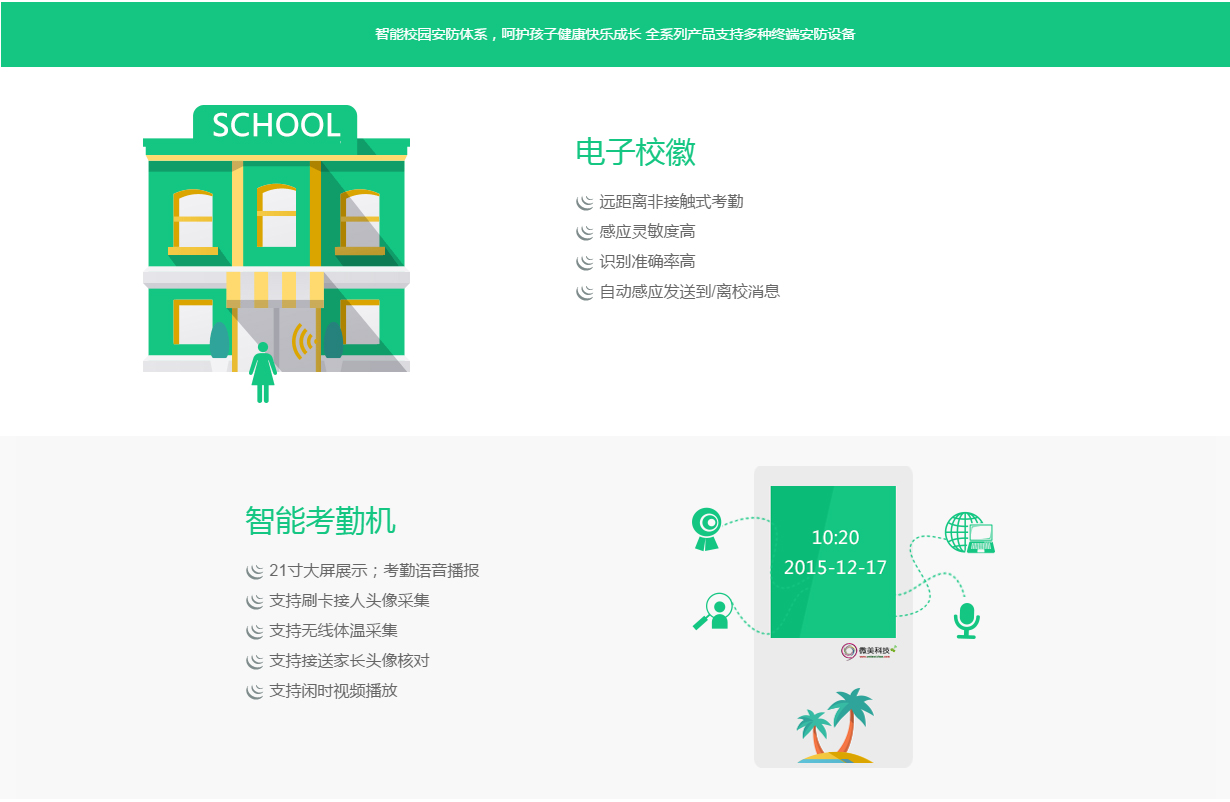 智能校园安防体系，呵护孩子健康快乐成长 全系列产品支持多种终端安防设备
SCHOOL
电子校徽
远距离非接触式考勤
感应灵敏度高
识别准确率高
自动感应发送到/离校消息
智能考勤机
21寸大屏展示；考勤语音播报
支持刷卡接人头像采集
支持无线体温采集
支持接送家长头像核对
支持闲时视频播放
10:20
2015-12-17
微美科技